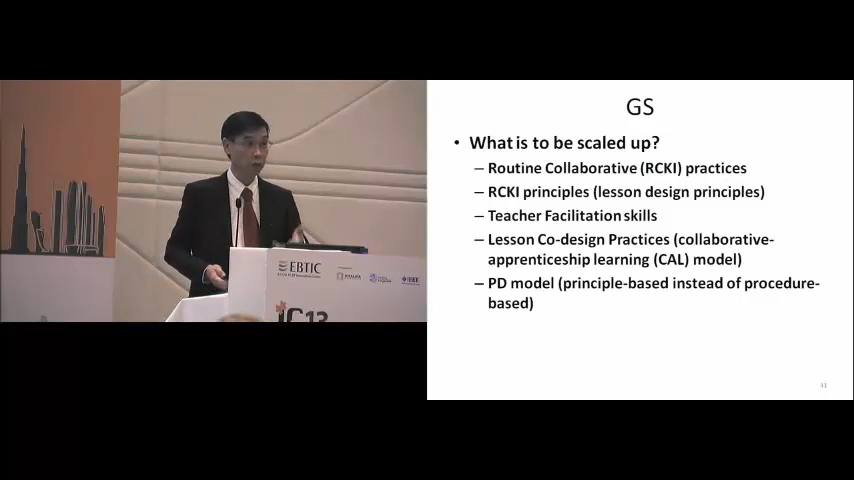 GS
• What is to be scaled up?
– Routine Collaborative (RCKI) practices
– RCKI principles (lesson design principles)
– Teacher Facilitation skills
– Lesson Co-design Practices (collaborative-
apprenticeship learning (CAL) model)
– PD model (principle-based instead of procedure-
based)
EBTIC
iC13